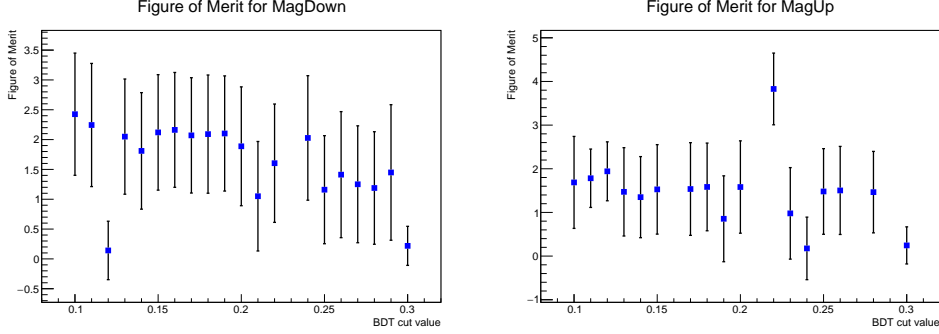 Figure of Merit for MagDown
Figure of Merit
3.5
3
2.5
2
1.5
1
0.5
0
−0.5
0.1 0.15 0.2 0.25 0.3
BDT cut value
Figure of Merit for MagUp
Figure of Merit
5
4
3
2
1
0
−1
0.1 0.15 0.2 0.25 0.3
BDT cut value